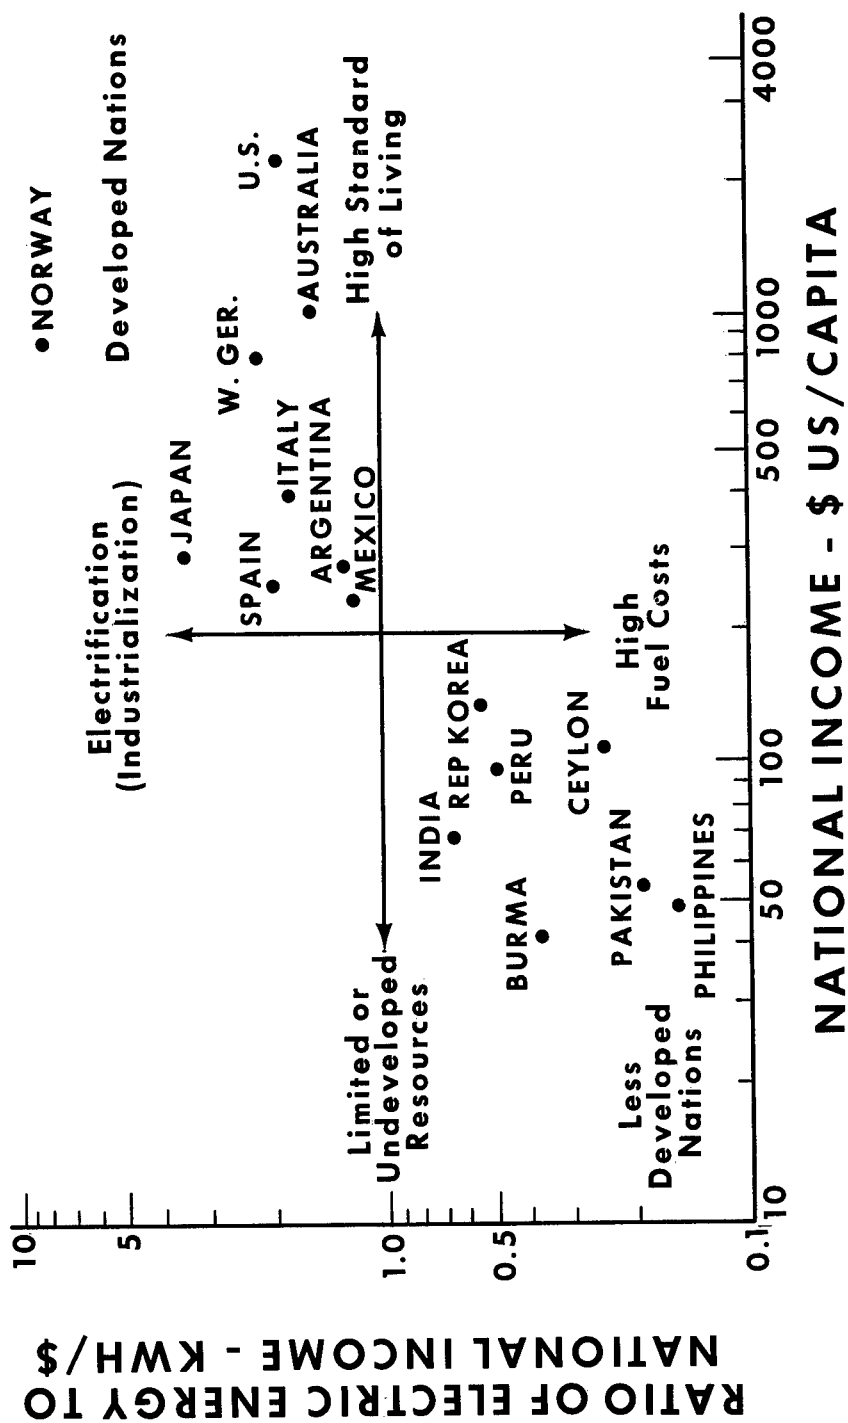 RATIO OF ELECTRIC ENERGY TO
NATIONAL INCOME - KWH/$
10
5
1.0
0.5
0.1
NORWAY
Developed Nations
Electrification
(Industrialization)
JAPAN
W. GER.
U.S.
SPAIN
ITALY
AUSTRALIA
ARGENTINA
MEXICO
High Standard
of Living
Limited or
Undeveloped
Resources
INDIA
REP KOREA
PERU
BURMA
CEYLON
High
Fuel Costs
PAKISTAN
PHILIPPINES
Less
Developed
Nations
10
50
100
500
1000
4000
NATIONAL INCOME - $ US/CAPITA